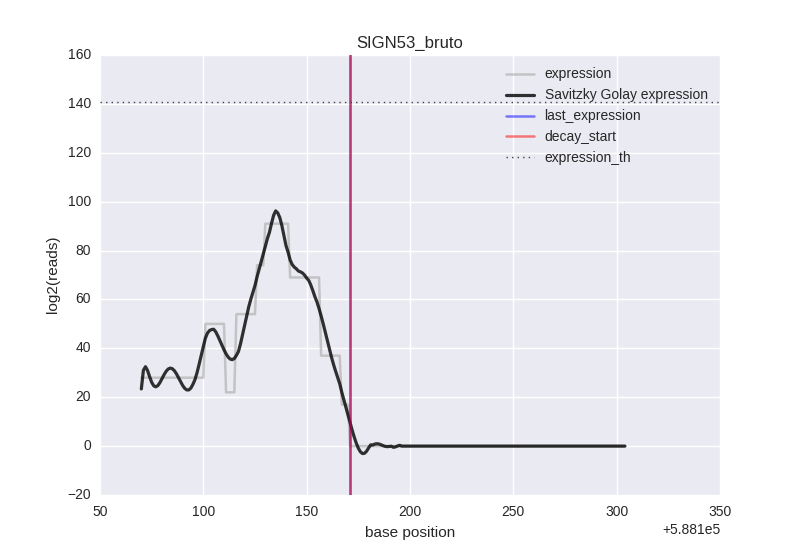 SIGN53_bruto
160
140
120
100
80
60
40
20
0
−20
log2(reads)
expression
Savitzky Golay expression
last_expression
decay_start
expression_th
50
100
150
200
250
300
350
base position
+5.881e5